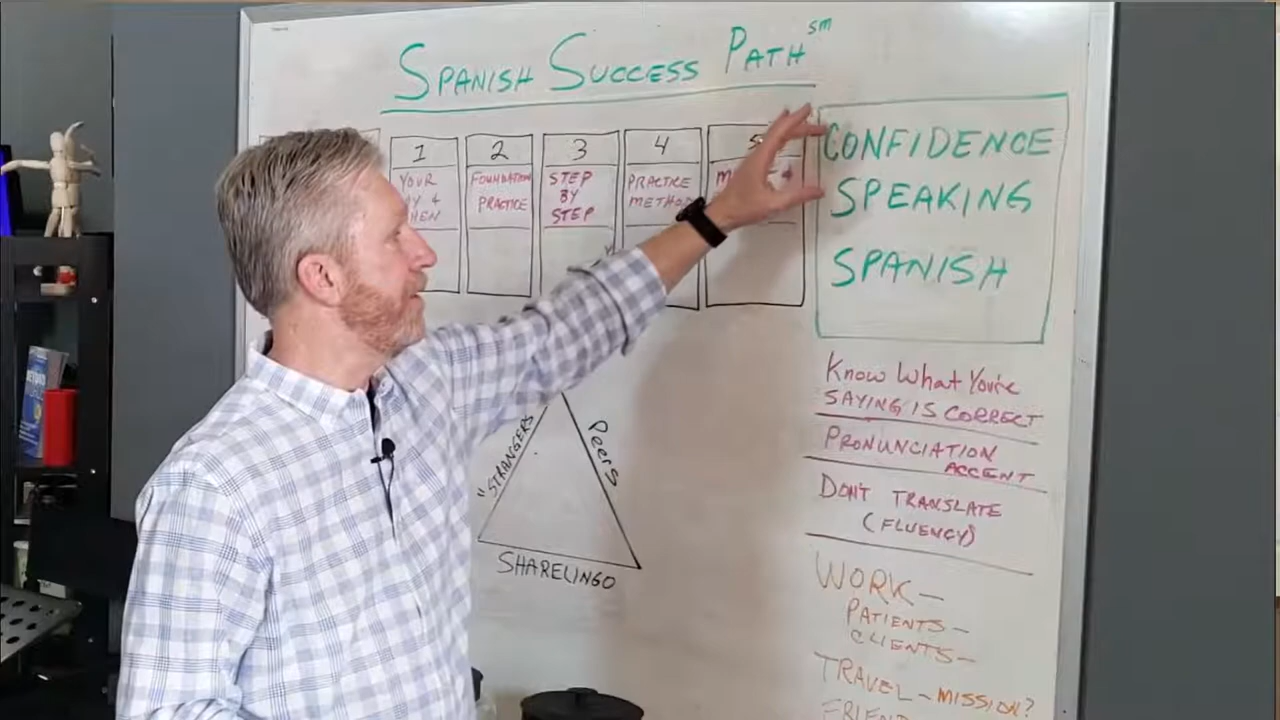 SPANISH SUCCESS PATH SM
1
YOUR
2
FOUNDATION
PRACTICE
3
STEP
BY
STEP
4
PRACTICE
5
CONFIDENCE
SPEAKING
SPANISH
KNOW WHAT YOU'RE
SAYING IS CORRECT
PRONUNCIATION
ACCENT
DON'T TRANSLATE
(FLUENCY)
WORK—
PATIENTS—
CLIENTS—
TRAVEL—MISSION?
"STRANGERS
Peers
SHARELINGO
BEYOND